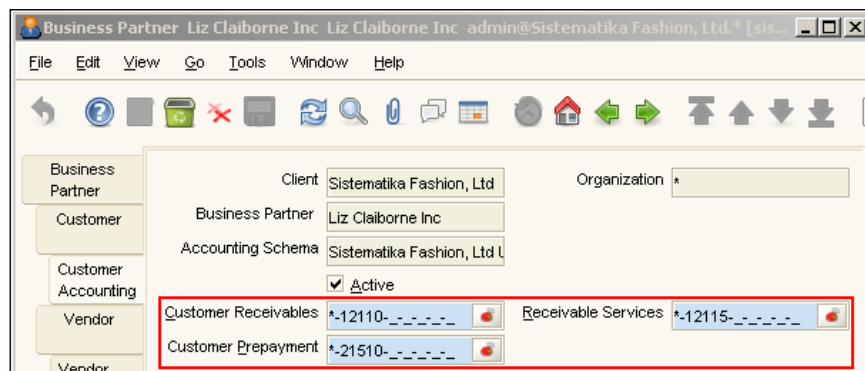 Business Partner Liz Claiborne Inc Liz Claiborne Inc admin@Sistematika Fashion, Ltd.* [sis...
File Edit View Go Tools Window Help
Business Partner
Client Sistematika Fashion, Ltd Organization *
Customer
Business Partner Liz Claiborne Inc
Accounting Schema Sistematika Fashion, Ltd U
Customer Accounting
Active
Vendor
Customer Receivables *-12110-_-_-_-_-_ Receivable Services *-12115-_-_-_-_-_
Customer Prepayment *-21510-_-_-_-_-_
Vendor